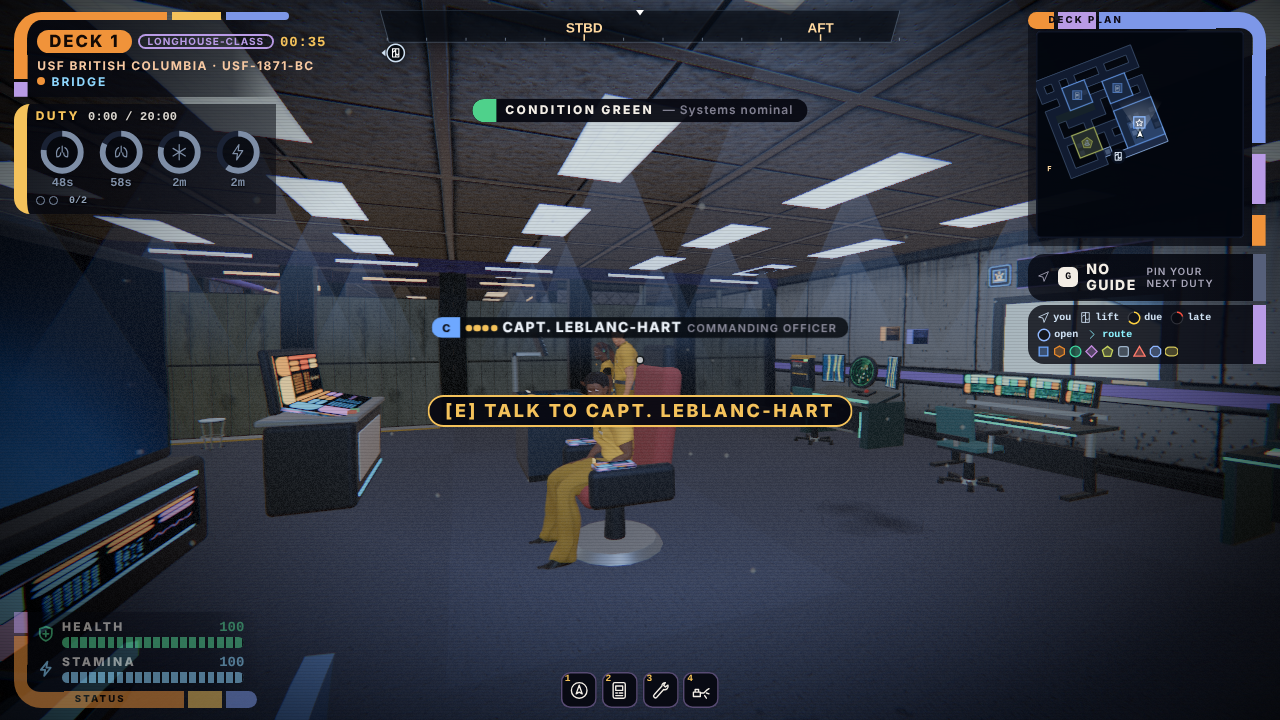 DECK 1 LONGHOUSE-CLASS 00:35
USF BRITISH COLUMBIA · USF-1871-BC
BRIDGE
DUTY 0:00 / 20:00
48s 58s 2m 2m
0/2
STBD AFT
CONDITION GREEN — Systems nominal
DECK PLAN
F
G NO GUIDE PIN YOUR NEXT DUTY
you lift due late
open route
C CAPT. LEBLANC-HART COMMANDING OFFICER
[E] TALK TO CAPT. LEBLANC-HART
HEALTH 100
STAMINA 100
STATUS
1 2 3 4